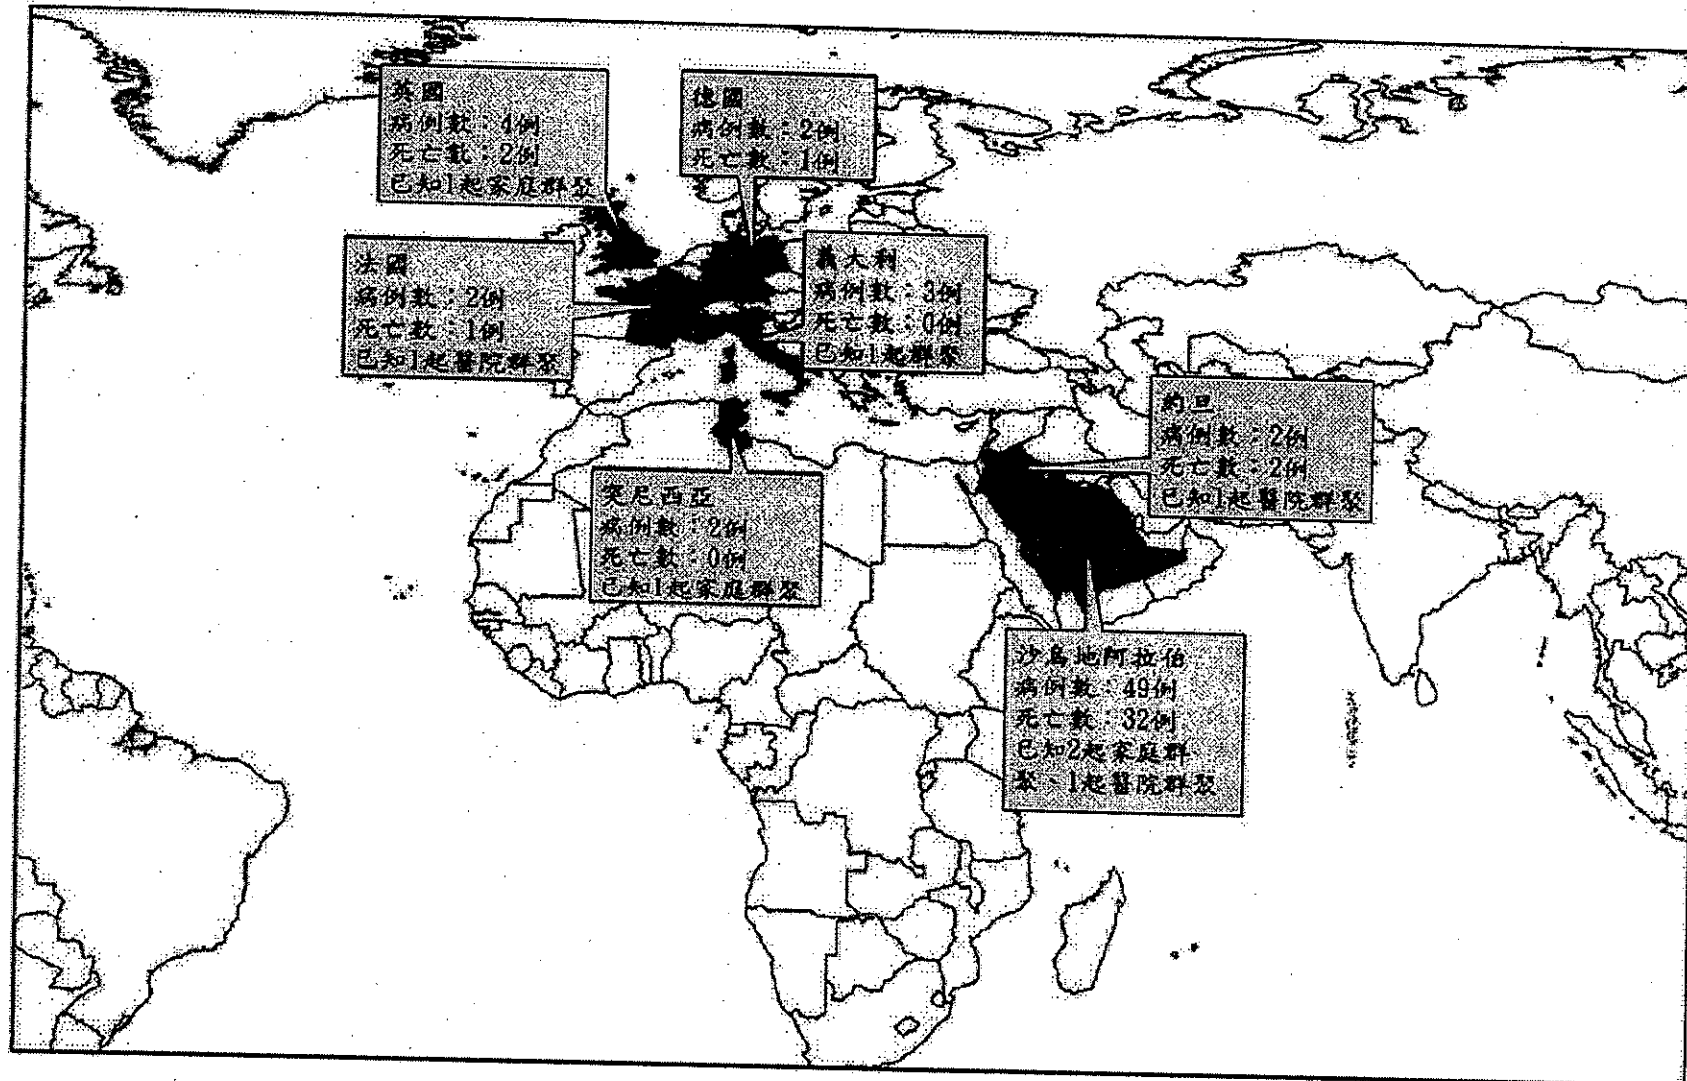 英國
病例數：4例
死亡數：2例
已知1起家庭群聚
德國
病例數：2例
死亡數：1例
法國
病例數：2例
死亡數：1例
已知1起醫院群聚
義大利
病例數：3例
死亡數：0例
已知1起群聚
約旦
病例數：2例
死亡數：2例
已知1起醫院群聚
突尼西亞
病例數：2例
死亡數：0例
已知1起家庭群聚
沙烏地阿拉伯
病例數：49例
死亡數：32例
已知2起家庭群
聚、1起醫院群聚